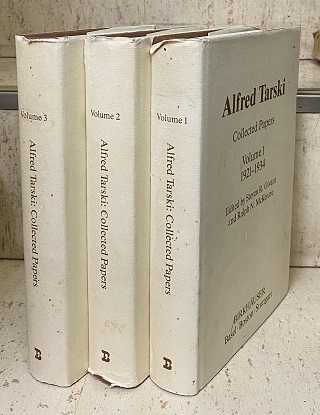 Volume 3
Alfred Tarski: Collected Papers
B
Volume 2
Alfred Tarski: Collected Papers
B
Volume 1
Alfred Tarski: Collected Papers
B
Alfred Tarski
Collected Papers
Volume 1
1921-1934
Edited by Steven R. Givant
and Ralph N. McKenzie
BIRKHÄUSER
Basel · Boston · Stuttgart